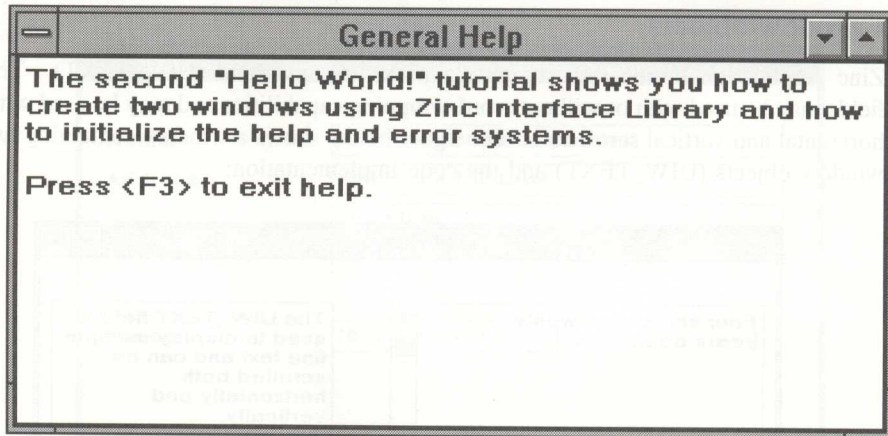 General Help
The second "Hello World!" tutorial shows you how to
create two windows using Zinc Interface Library and how
to initialize the help and error systems.
Press <F3> to exit help.